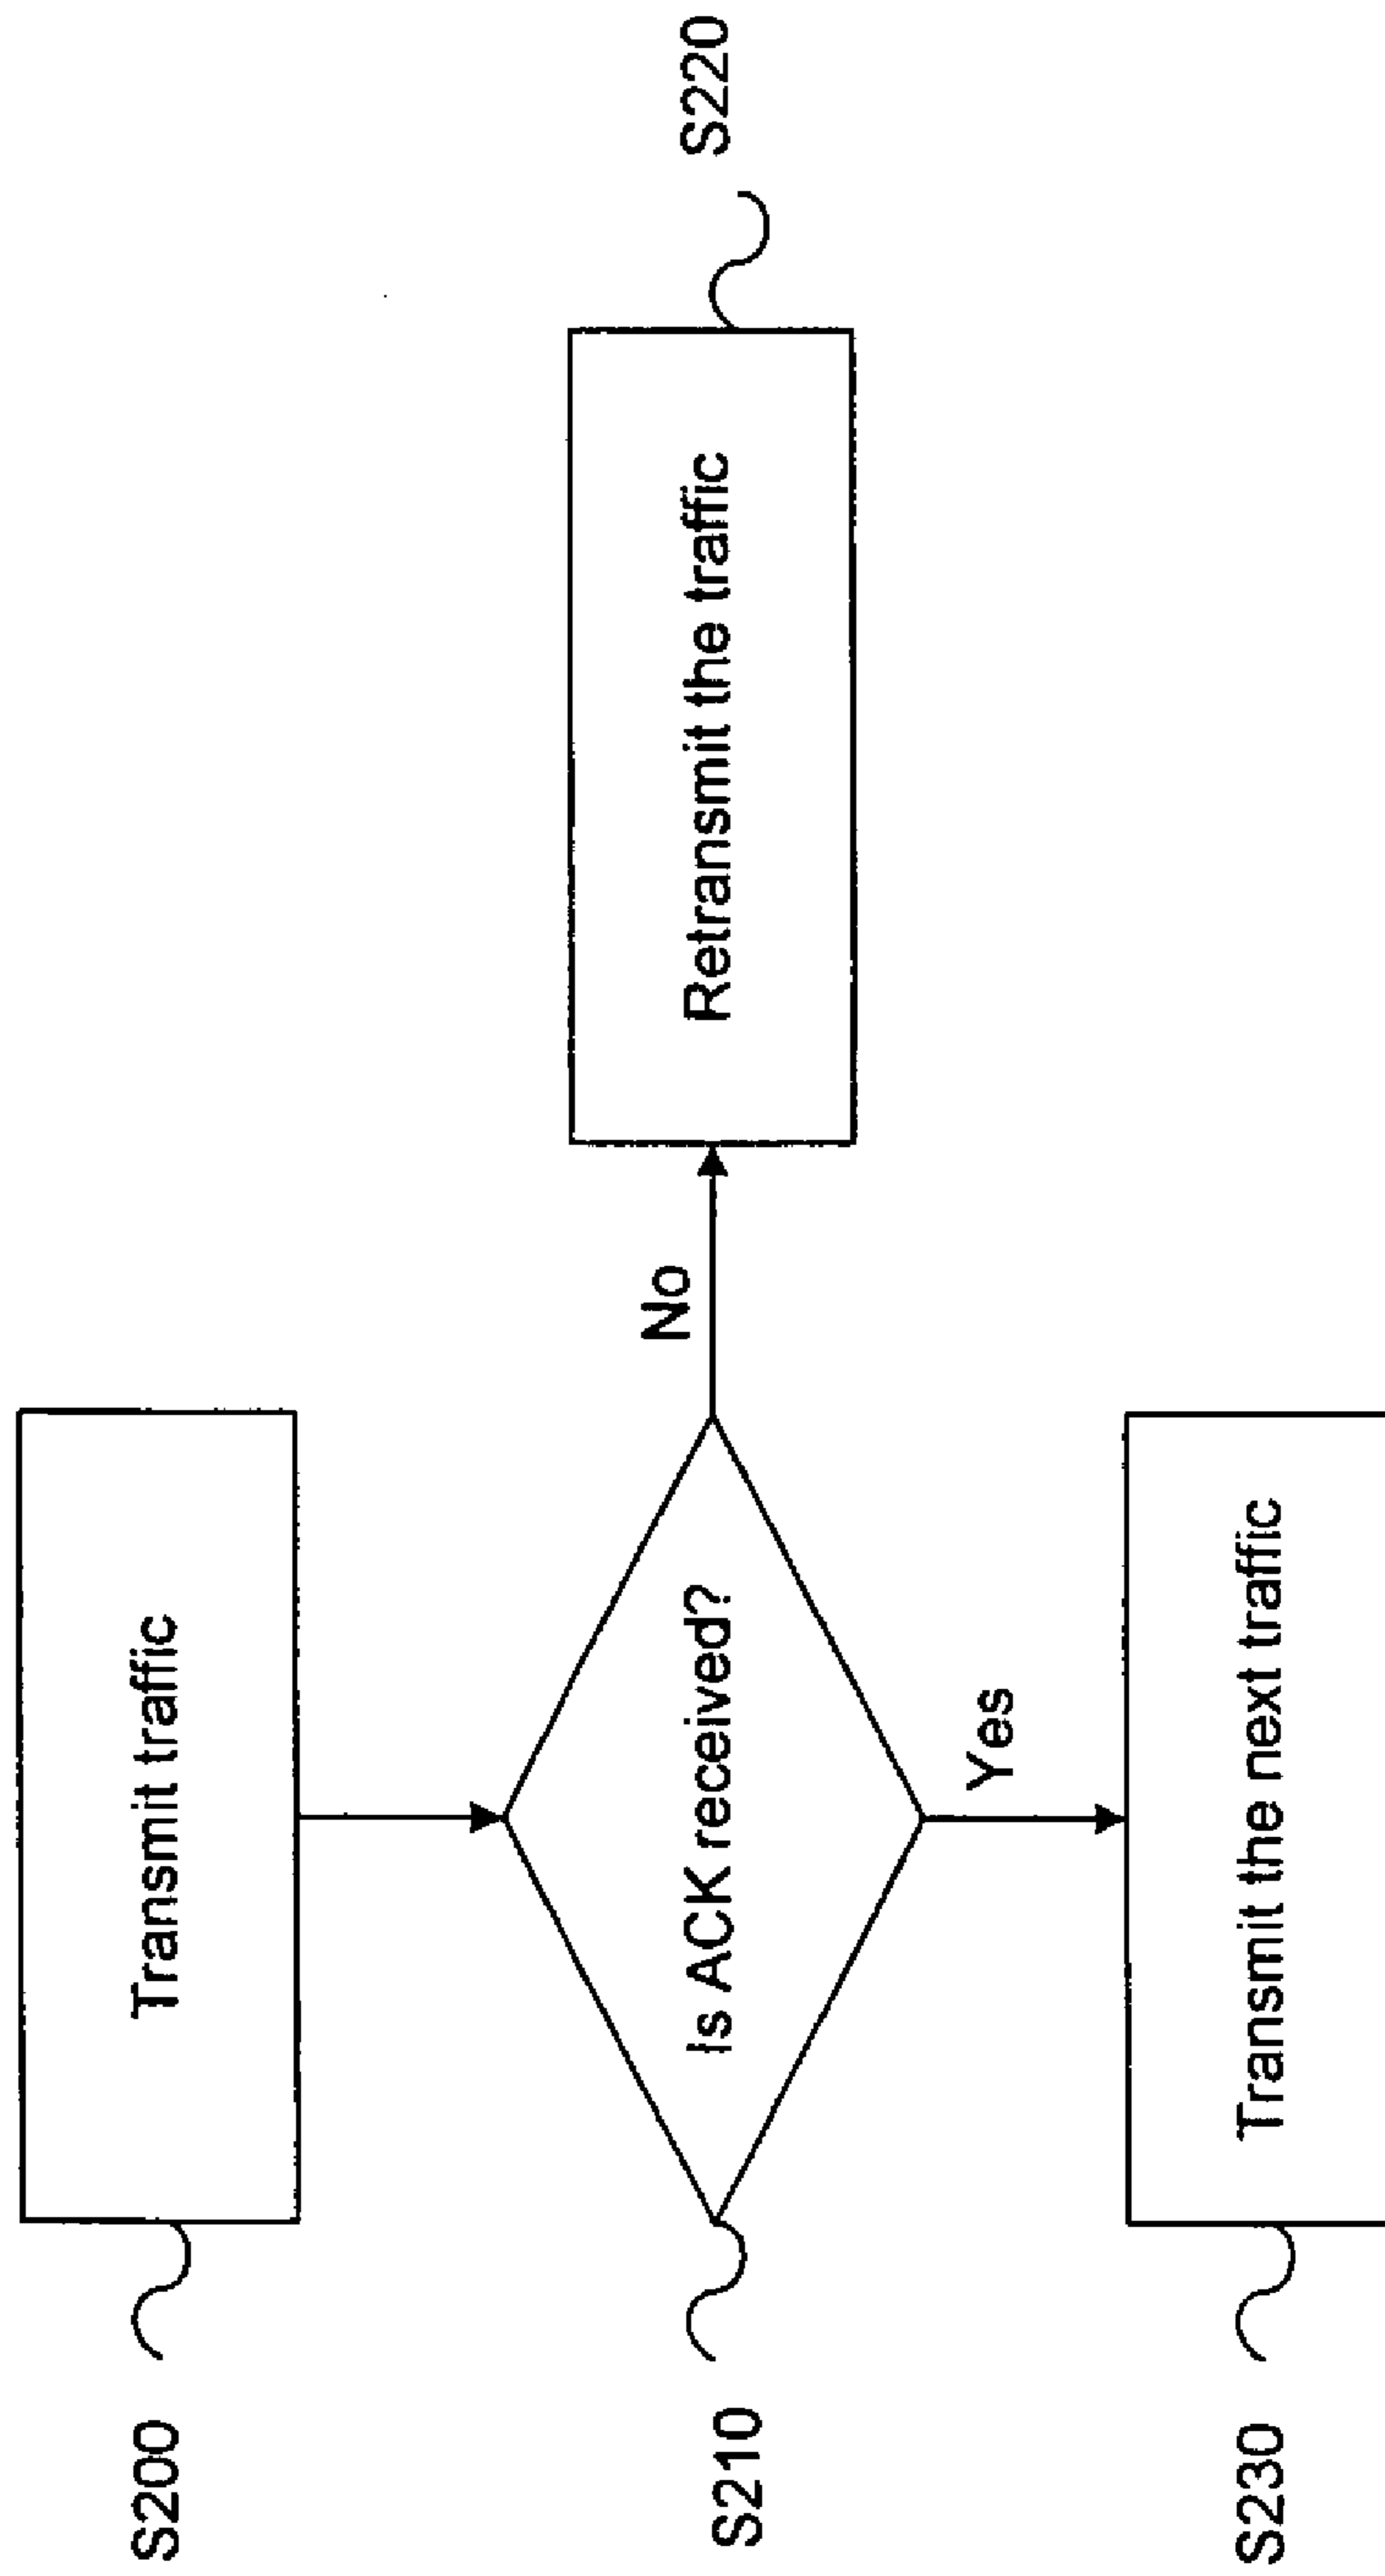 S200
Transmit traffic
S210
Is ACK received?
No
Retransmit the traffic
S220
Yes
S230
Transmit the next traffic